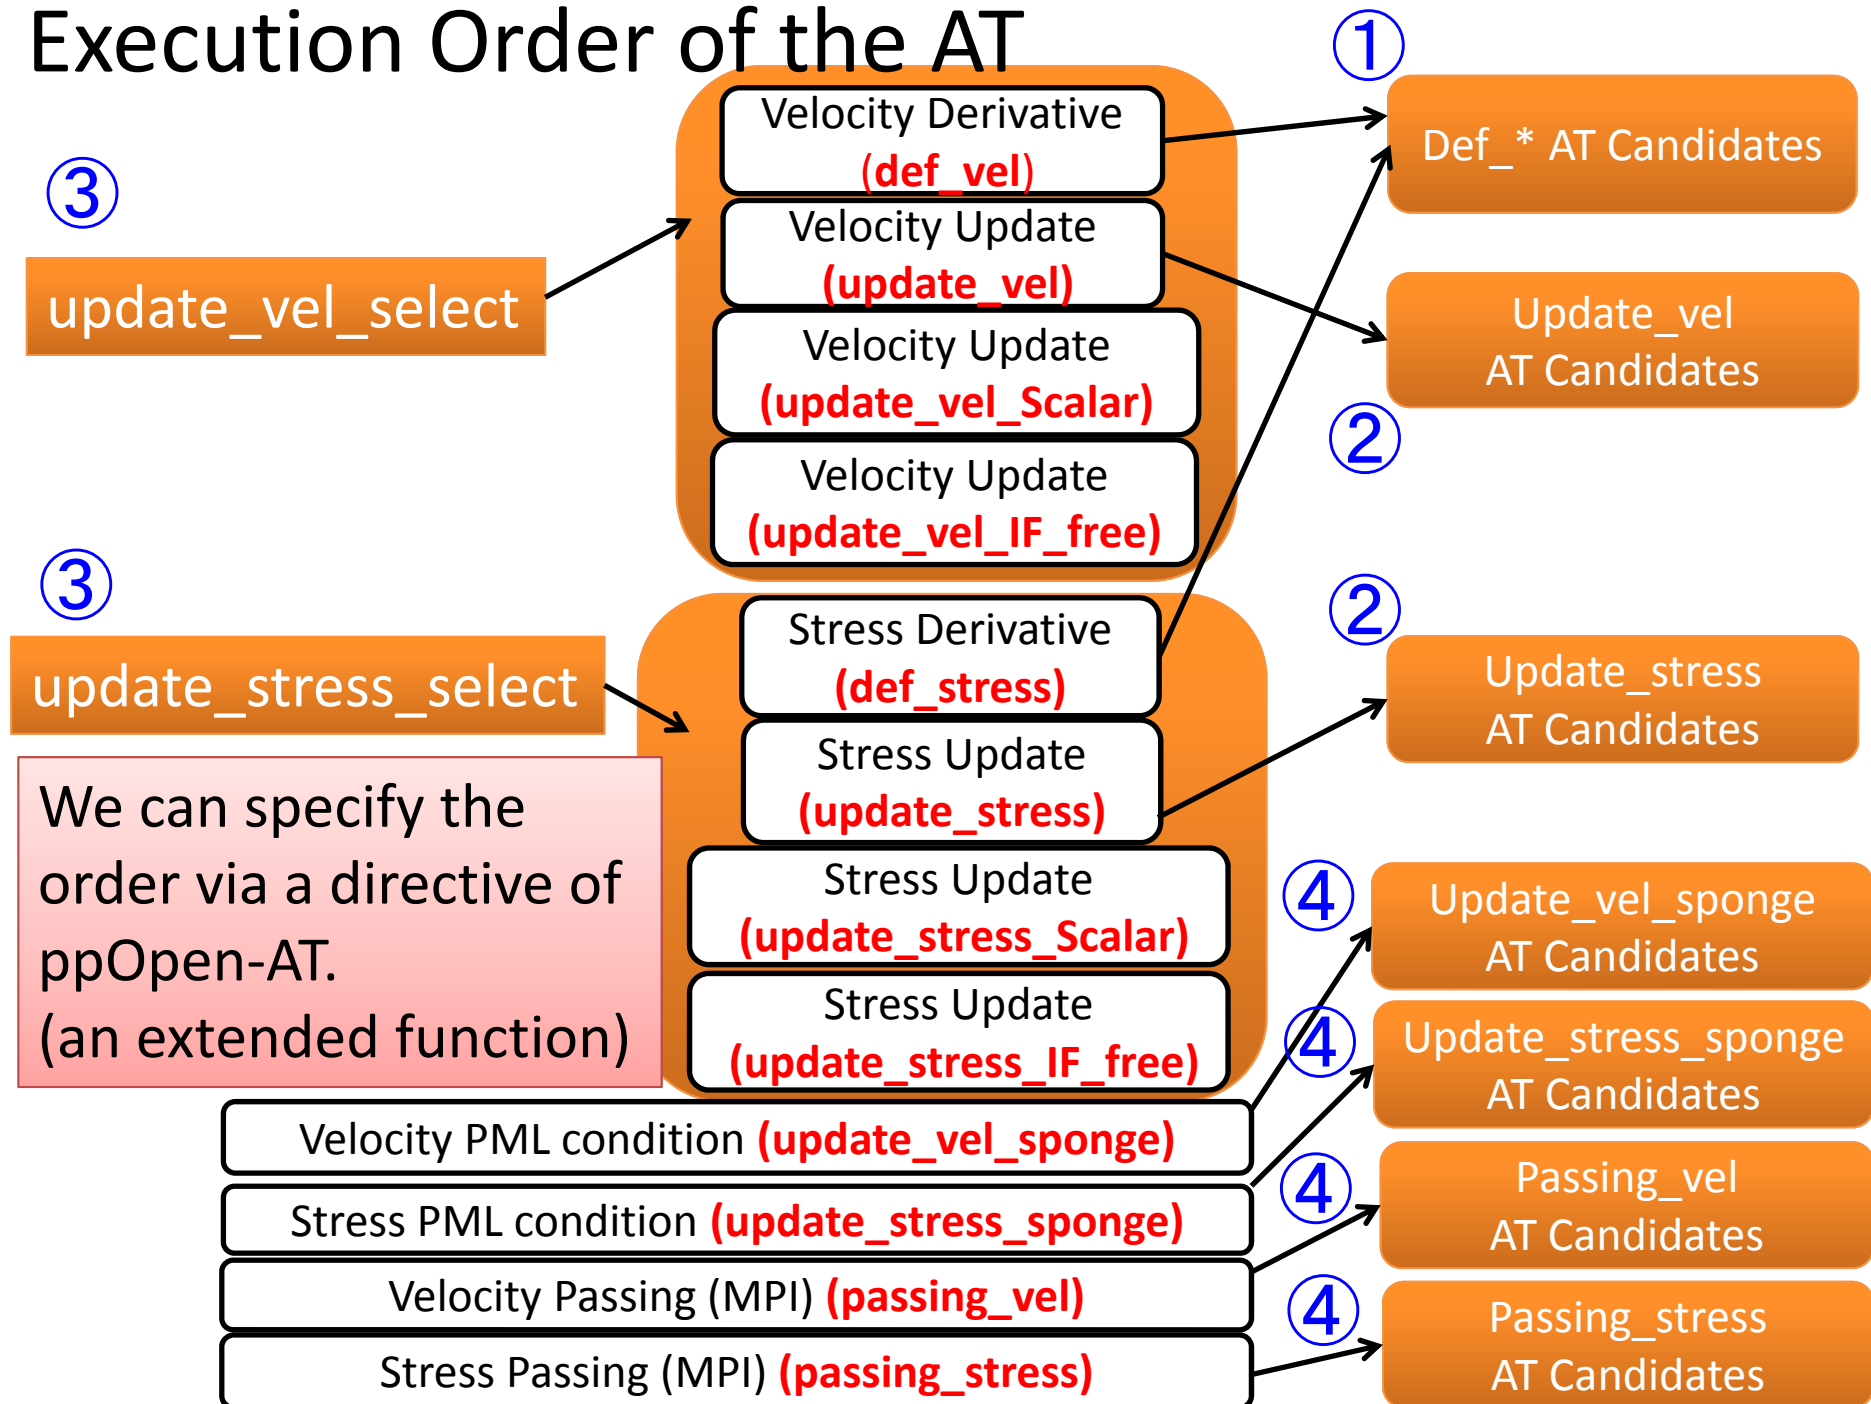 Execution Order of the AT
①
Velocity Derivative
(def_vel)
Def_* AT Candidates
③
update_vel_select
Velocity Update
(update_vel)
Update_vel
AT Candidates
②
Velocity Update
(update_vel_Scalar)
Velocity Update
(update_vel_IF_free)
③
update_stress_select
Stress Derivative
(def_stress)
②
Update_stress
AT Candidates
Stress Update
(update_stress)
We can specify the
order via a directive of
ppOpen-AT.
(an extended function)
Stress Update
(update_stress_Scalar)
Stress Update
(update_stress_IF_free)
④
Update_vel_sponge
AT Candidates
④
Update_stress_sponge
AT Candidates
Velocity PML condition (update_vel_sponge)
Stress PML condition (update_stress_sponge)
④
Passing_vel
AT Candidates
Velocity Passing (MPI) (passing_vel)
④
Passing_stress
AT Candidates
Stress Passing (MPI) (passing_stress)